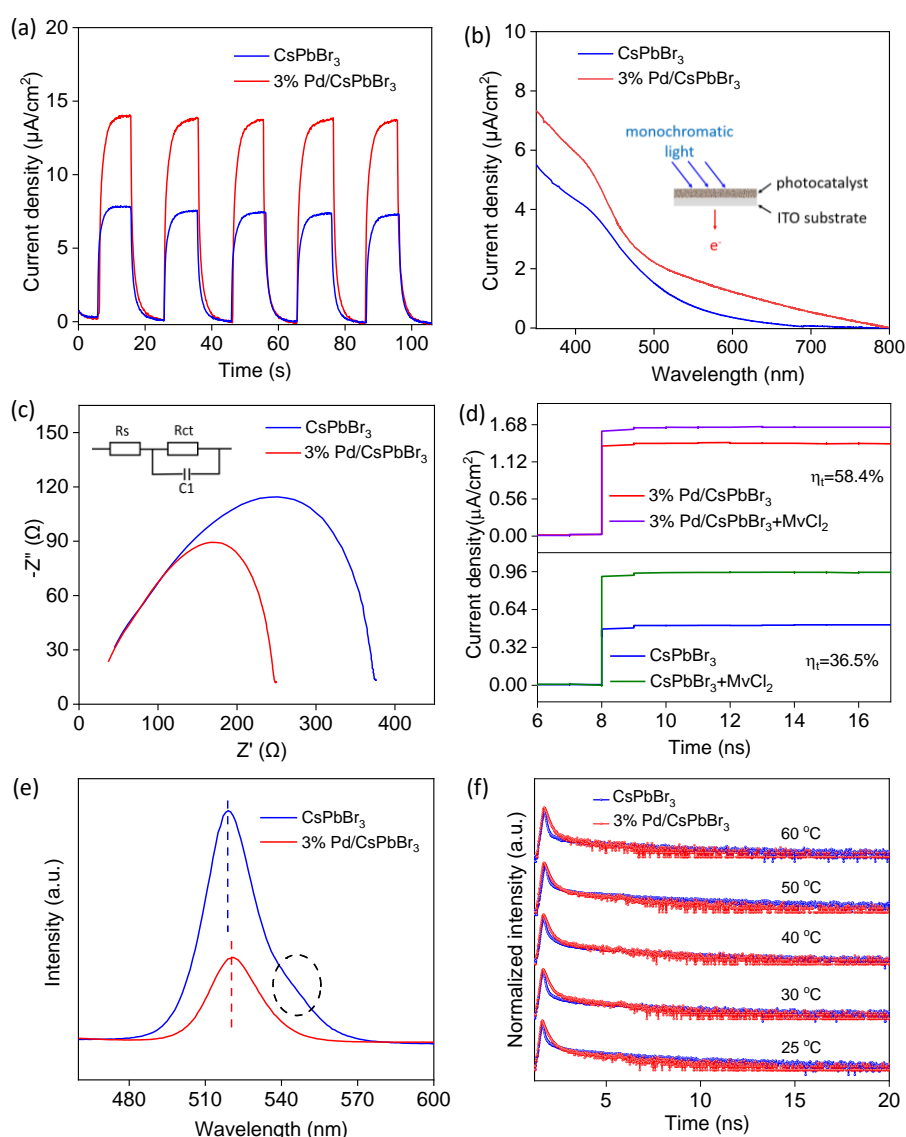 (a)
20
15
10
5
0
Current density (µA/cm²)
CsPbBr₃
3% Pd/CsPbBr₃
0 20 40 60 80 100
Time (s)
(b)
10
8
6
4
2
0
Current density (µA/cm²)
CsPbBr₃
3% Pd/CsPbBr₃
monochromatic
light
photocatalyst
ITO substrate
e⁻
400 500 600 700 800
Wavelength (nm)
(c)
150
120
90
60
30
0
-Z" (Ω)
Rs Rct
C1
CsPbBr₃
3% Pd/CsPbBr₃
0 100 200 300 400
Z' (Ω)
(d)
1.68
1.12
0.56
0.00
0.96
0.64
0.32
0.00
Current density(µA/cm²)
ηt=58.4%
3% Pd/CsPbBr₃
3% Pd/CsPbBr₃+MvCl₂
CsPbBr₃
ηt=36.5%
CsPbBr₃+MvCl₂
6 8 10 12 14 16
Time (ns)
(e)
Intensity (a.u.)
CsPbBr₃
3% Pd/CsPbBr₃
480 510 540 570 600
Wavelength (nm)
(f)
Normalized intensity (a.u.)
CsPbBr₃
3% Pd/CsPbBr₃
60 °C
50 °C
40 °C
30 °C
25 °C
5 10 15 20
Time (ns)